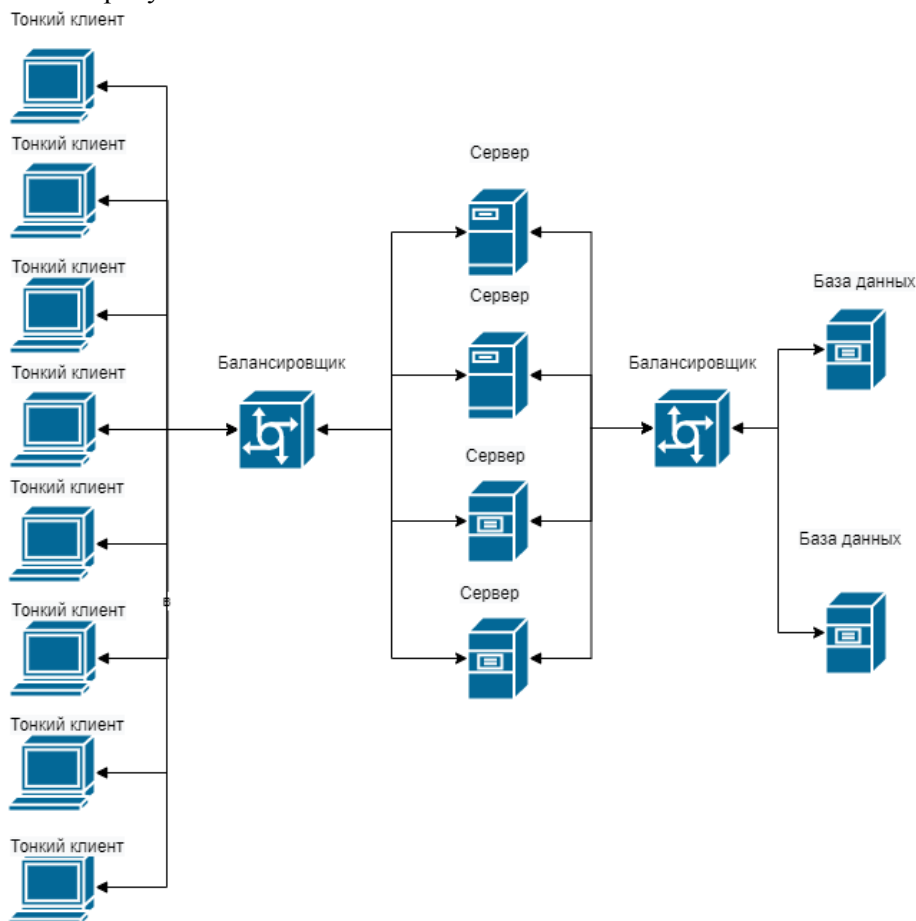 Тонкий клиент
Тонкий клиент
Тонкий клиент
Тонкий клиент
Тонкий клиент
Тонкий клиент
Тонкий клиент
Тонкий клиент
в
Балансировщик
Сервер
Сервер
Сервер
Сервер
Балансировщик
База данных
База данных